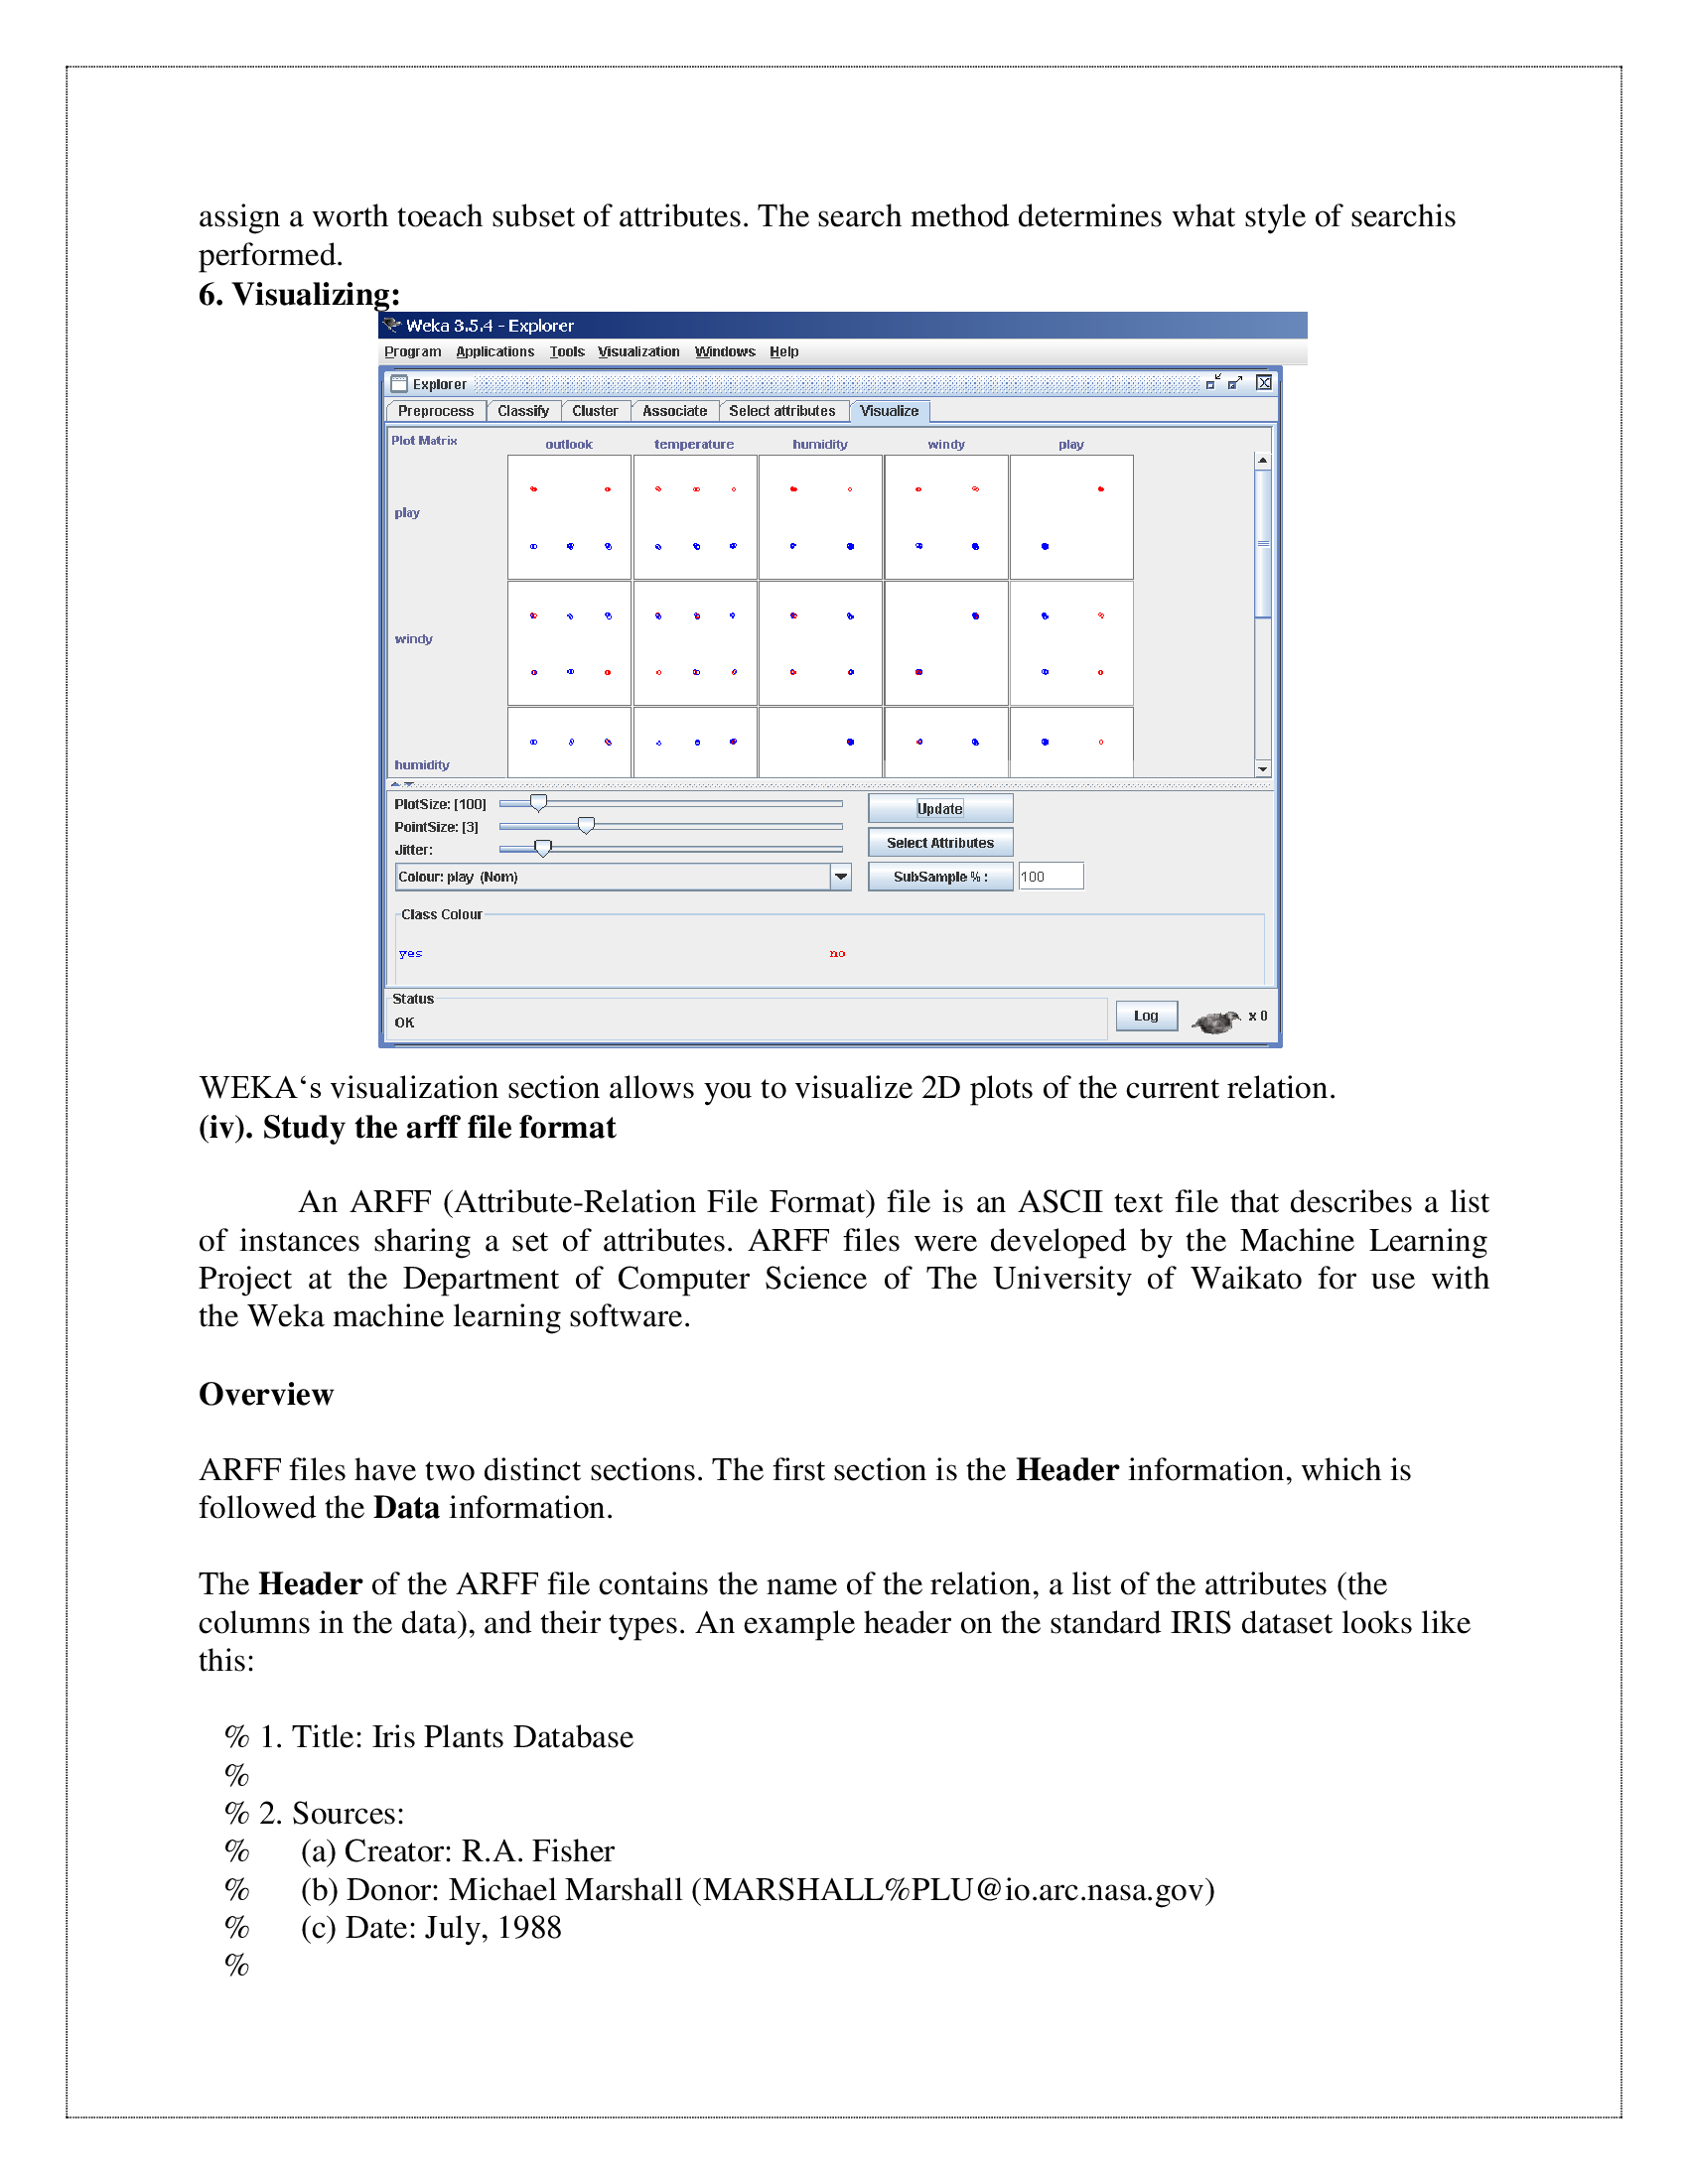 assign a worth toeach subset of attributes. The search method determines what style of searchis
performed.
6. Visualizing:
Weka 3.5.4 - Explorer
Program Applications Tools Visualization Windows Help
Explorer
Preprocess Classify Cluster Associate Select attributes Visualize
Plot Matrix outlook temperature humidity windy play
play
windy
humidity
PlotSize: [100]
PointSize: [3]
Jitter:
Update
Select Attributes
Colour: play (Nom)
SubSample % : 100
Class Colour
yes no
Status
OK
Log x 0
WEKA‘s visualization section allows you to visualize 2D plots of the current relation.
(iv). Study the arff file format
An ARFF (Attribute-Relation File Format) file is an ASCII text file that describes a list
of instances sharing a set of attributes. ARFF files were developed by the Machine Learning
Project at the Department of Computer Science of The University of Waikato for use with
the Weka machine learning software.
Overview
ARFF files have two distinct sections. The first section is the Header information, which is
followed the Data information.
The Header of the ARFF file contains the name of the relation, a list of the attributes (the
columns in the data), and their types. An example header on the standard IRIS dataset looks like
this:
% 1. Title: Iris Plants Database
%
% 2. Sources:
% (a) Creator: R.A. Fisher
% (b) Donor: Michael Marshall (MARSHALL%PLU@io.arc.nasa.gov)
% (c) Date: July, 1988
%